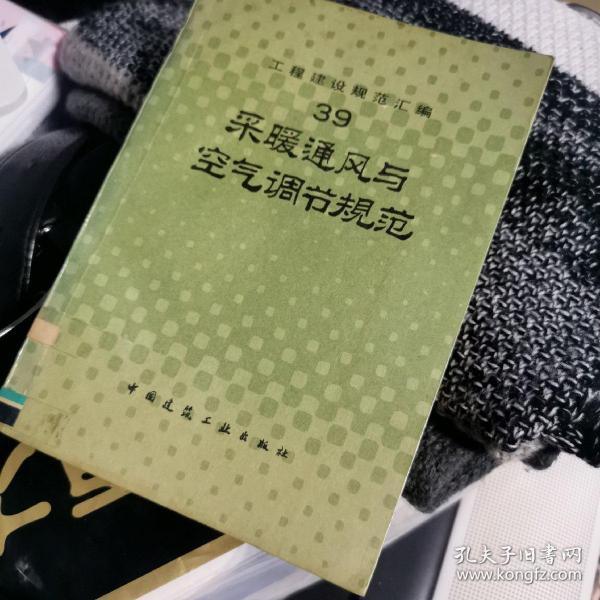 工程建设规范汇编
39
采暖通风与
空气调节规范
中国建筑工业出版社
孔夫子旧书网
www.kongfz.com